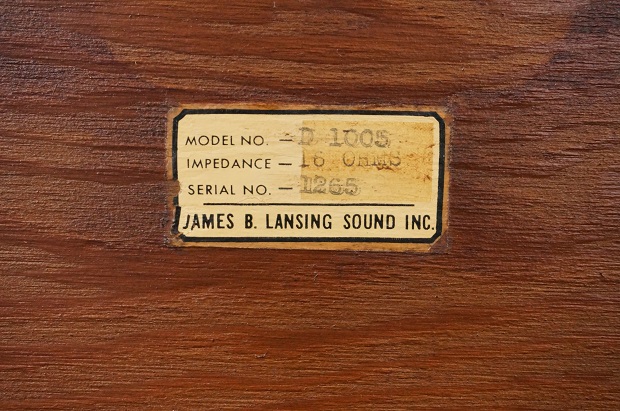 MODEL NO. – D 1005
IMPEDANCE – 16 OHMS
SERIAL NO. – 1265
JAMES B. LANSING SOUND INC.